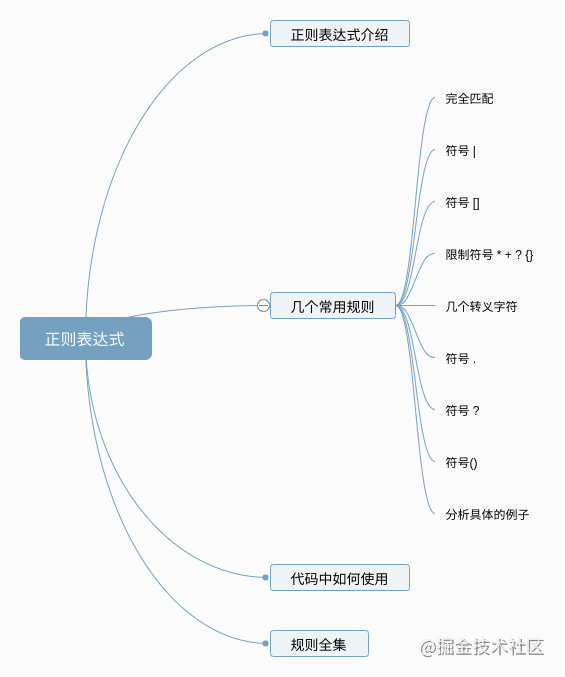 正则表达式介绍
完全匹配
符号 |
符号 []
限制符号 * + ? {}
几个常用规则
几个转义字符
正则表达式
符号 .
符号 ?
符号()
分析具体的例子
代码中如何使用
规则全集
@掘金技术社区